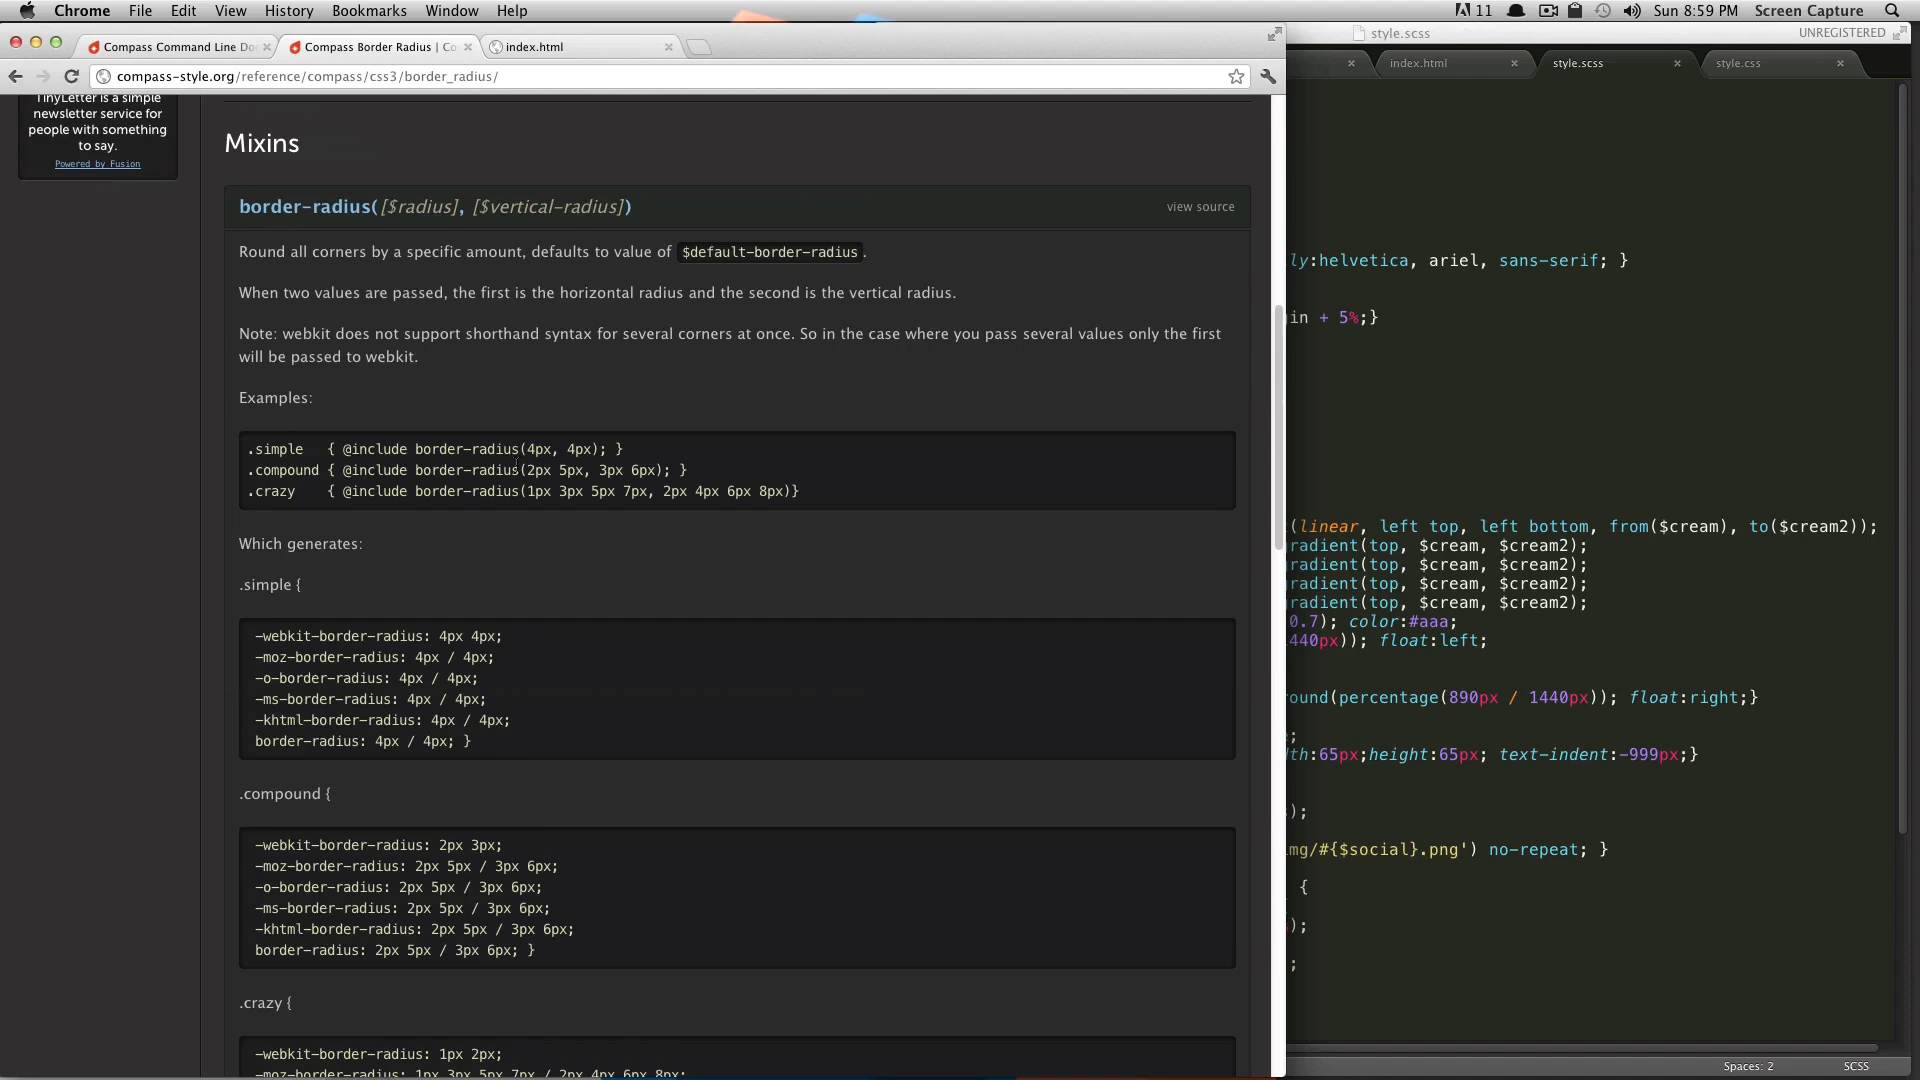 Chrome File Edit View History Bookmarks Window Help
11 Sun 8:59 PM Screen Capture
Compass Command Line Do
Compass Border Radius | Co
index.html
compass-style.org/reference/compass/css3/border_radius/
TinyLetter is a simple
newsletter service for
people with something
to say.
Powered by Fusion
Mixins
border-radius([$radius], [$vertical-radius])
view source
Round all corners by a specific amount, defaults to value of $default-border-radius.
When two values are passed, the first is the horizontal radius and the second is the vertical radius.
Note: webkit does not support shorthand syntax for several corners at once. So in the case where you pass several values only the first
will be passed to webkit.
Examples:
.simple { @include border-radius(4px, 4px); }
.compound { @include border-radius(2px 5px, 3px 6px); }
.crazy { @include border-radius(1px 3px 5px 7px, 2px 4px 6px 8px)}
Which generates:
.simple {
-webkit-border-radius: 4px 4px;
-moz-border-radius: 4px / 4px;
-o-border-radius: 4px / 4px;
-ms-border-radius: 4px / 4px;
-khtml-border-radius: 4px / 4px;
border-radius: 4px / 4px; }
.compound {
-webkit-border-radius: 2px 3px;
-moz-border-radius: 2px 5px / 3px 6px;
-o-border-radius: 2px 5px / 3px 6px;
-ms-border-radius: 2px 5px / 3px 6px;
-khtml-border-radius: 2px 5px / 3px 6px;
border-radius: 2px 5px / 3px 6px; }
.crazy {
-webkit-border-radius: 1px 2px;
-moz-border-radius: 1px 3px 5px 7px / 2px 4px 6px 8px;
style.scss
UNREGISTERED
index.html
style.scss
style.css
ly:helvetica, ariel, sans-serif; }
in + 5%;}
(linear, left top, left bottom, from($cream), to($cream2));
radient(top, $cream, $cream2);
radient(top, $cream, $cream2);
radient(top, $cream, $cream2);
radient(top, $cream, $cream2);
0.7); color:#aaa;
440px)); float:left;
ound(percentage(890px / 1440px)); float:right;}
;
th:65px;height:65px; text-indent:-999px;}
);
mg/#{$social}.png') no-repeat; }
{
);
;
Spaces: 2
SCSS